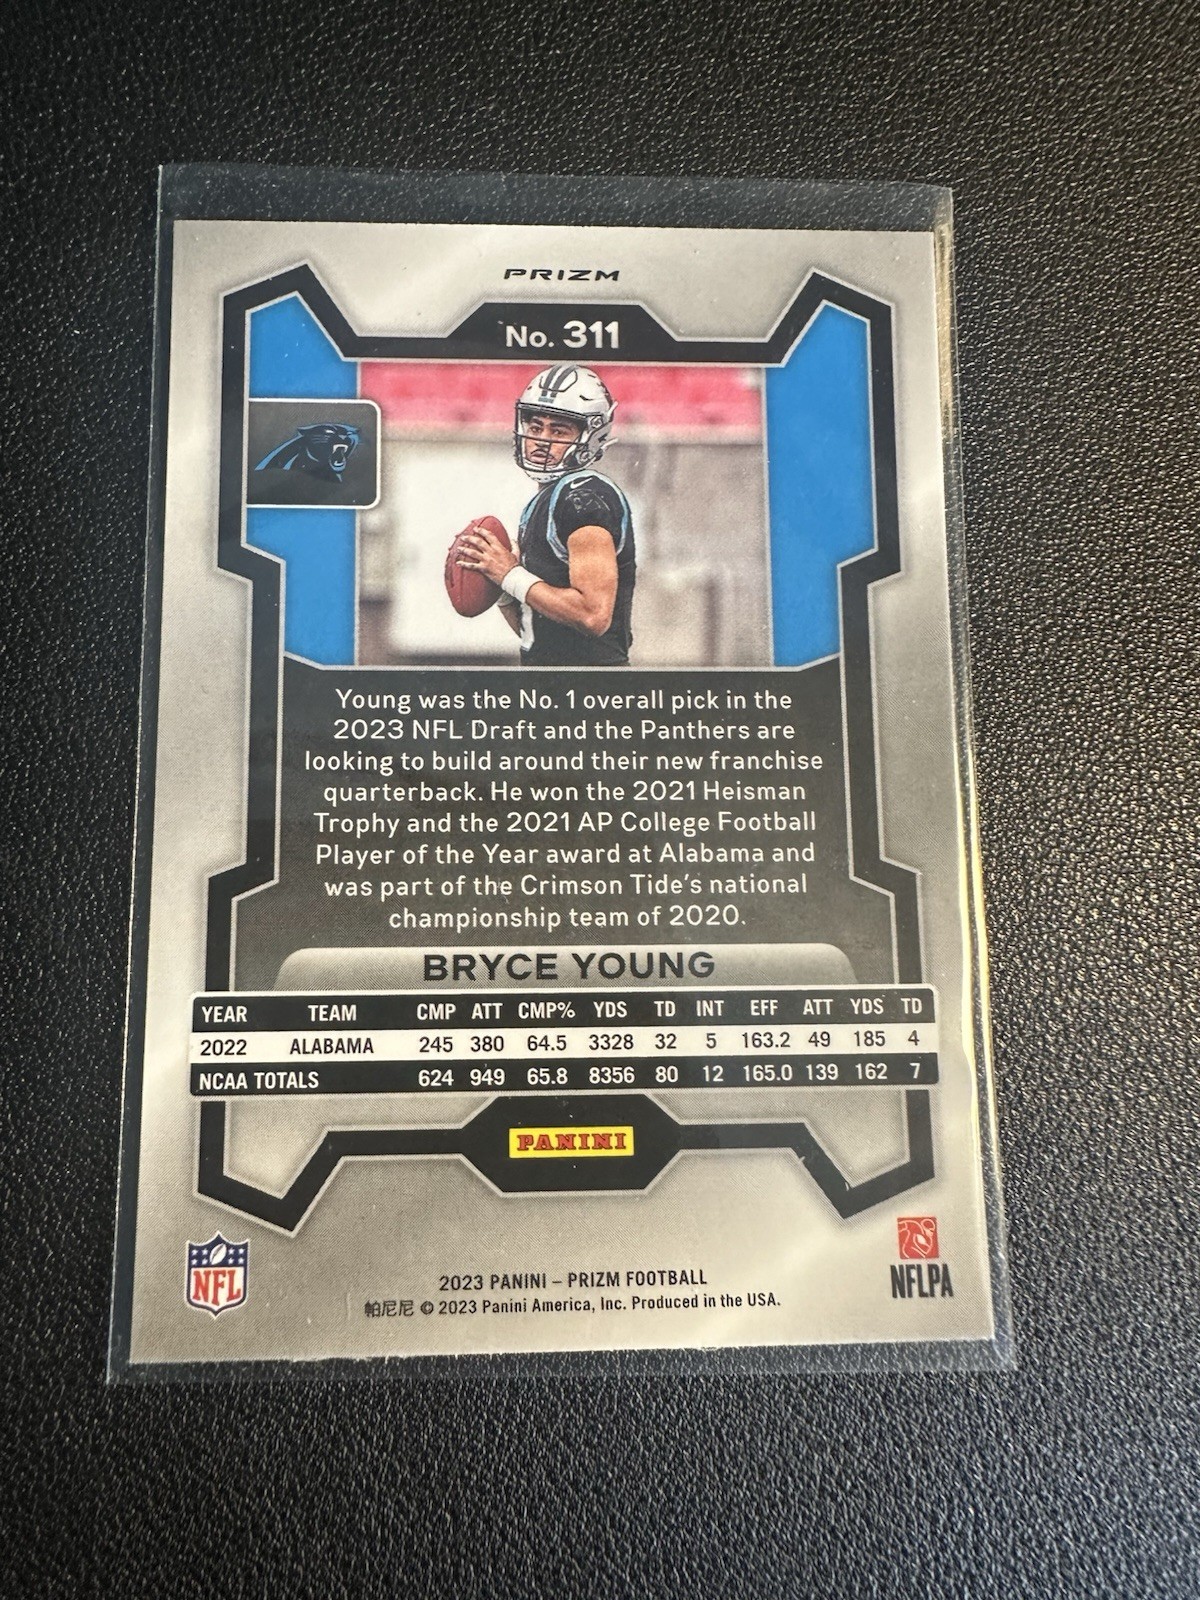 PRIZM
No. 311
Young was the No. 1 overall pick in the
2023 NFL Draft and the Panthers are
looking to build around their new franchise
quarterback. He won the 2021 Heisman
Trophy and the 2021 AP College Football
Player of the Year award at Alabama and
was part of the Crimson Tide's national
championship team of 2020.
BRYCE YOUNG
YEAR TEAM CMP ATT CMP% YDS TD INT EFF ATT YDS TD
2022 ALABAMA 245 380 64.5 3328 32 5 163.2 49 185 4
NCAA TOTALS 624 949 65.8 8356 80 12 165.0 139 162 7
PANINI
NFL
NFLPA
2023 PANINI – PRIZM FOOTBALL
帕尼尼 © 2023 Panini America, Inc. Produced in the USA.